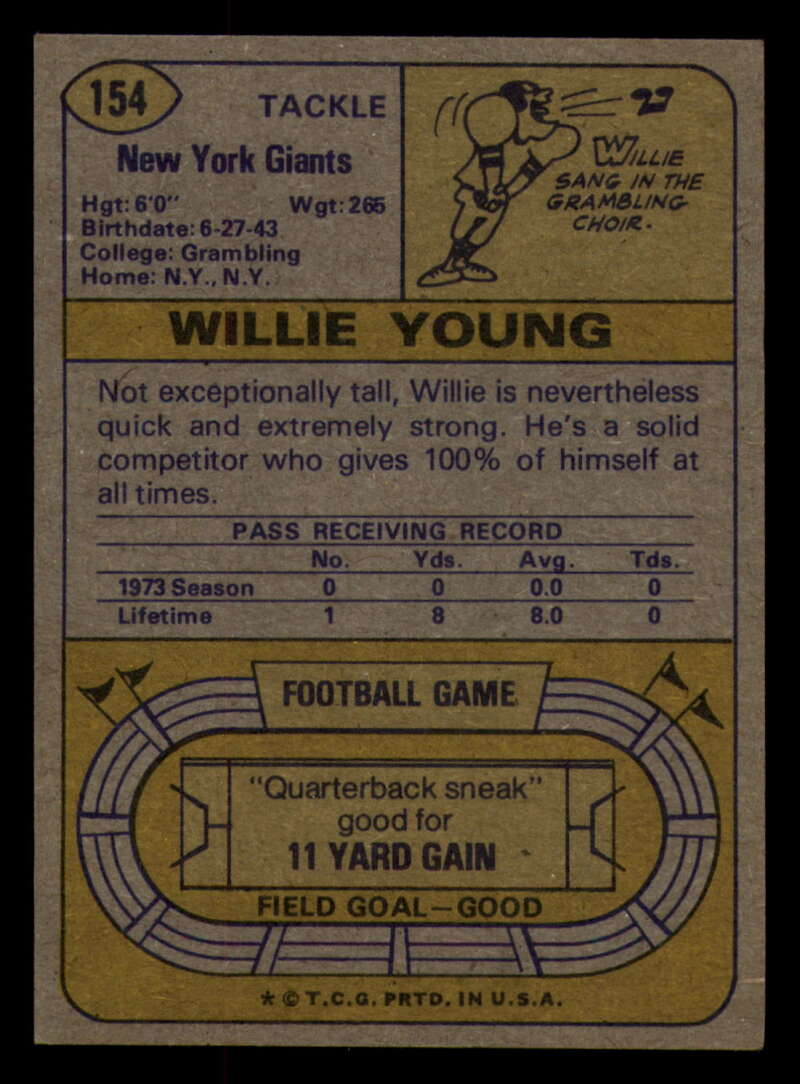 154
TACKLE
New York Giants
Hgt: 6'0" Wgt: 265
Birthdate: 6-27-43
College: Grambling
Home: N.Y., N.Y.
WILLIE
SANG IN THE
GRAMBLING
CHOIR.
WILLIE YOUNG
Not exceptionally tall, Willie is nevertheless
quick and extremely strong. He's a solid
competitor who gives 100% of himself at
all times.
PASS RECEIVING RECORD
No. Yds. Avg. Tds.
1973 Season 0 0 0.0 0
Lifetime 1 8 8.0 0
FOOTBALL GAME
"Quarterback sneak"
good for
11 YARD GAIN
FIELD GOAL—GOOD
* © T.C.G. PRTD. IN U.S.A.